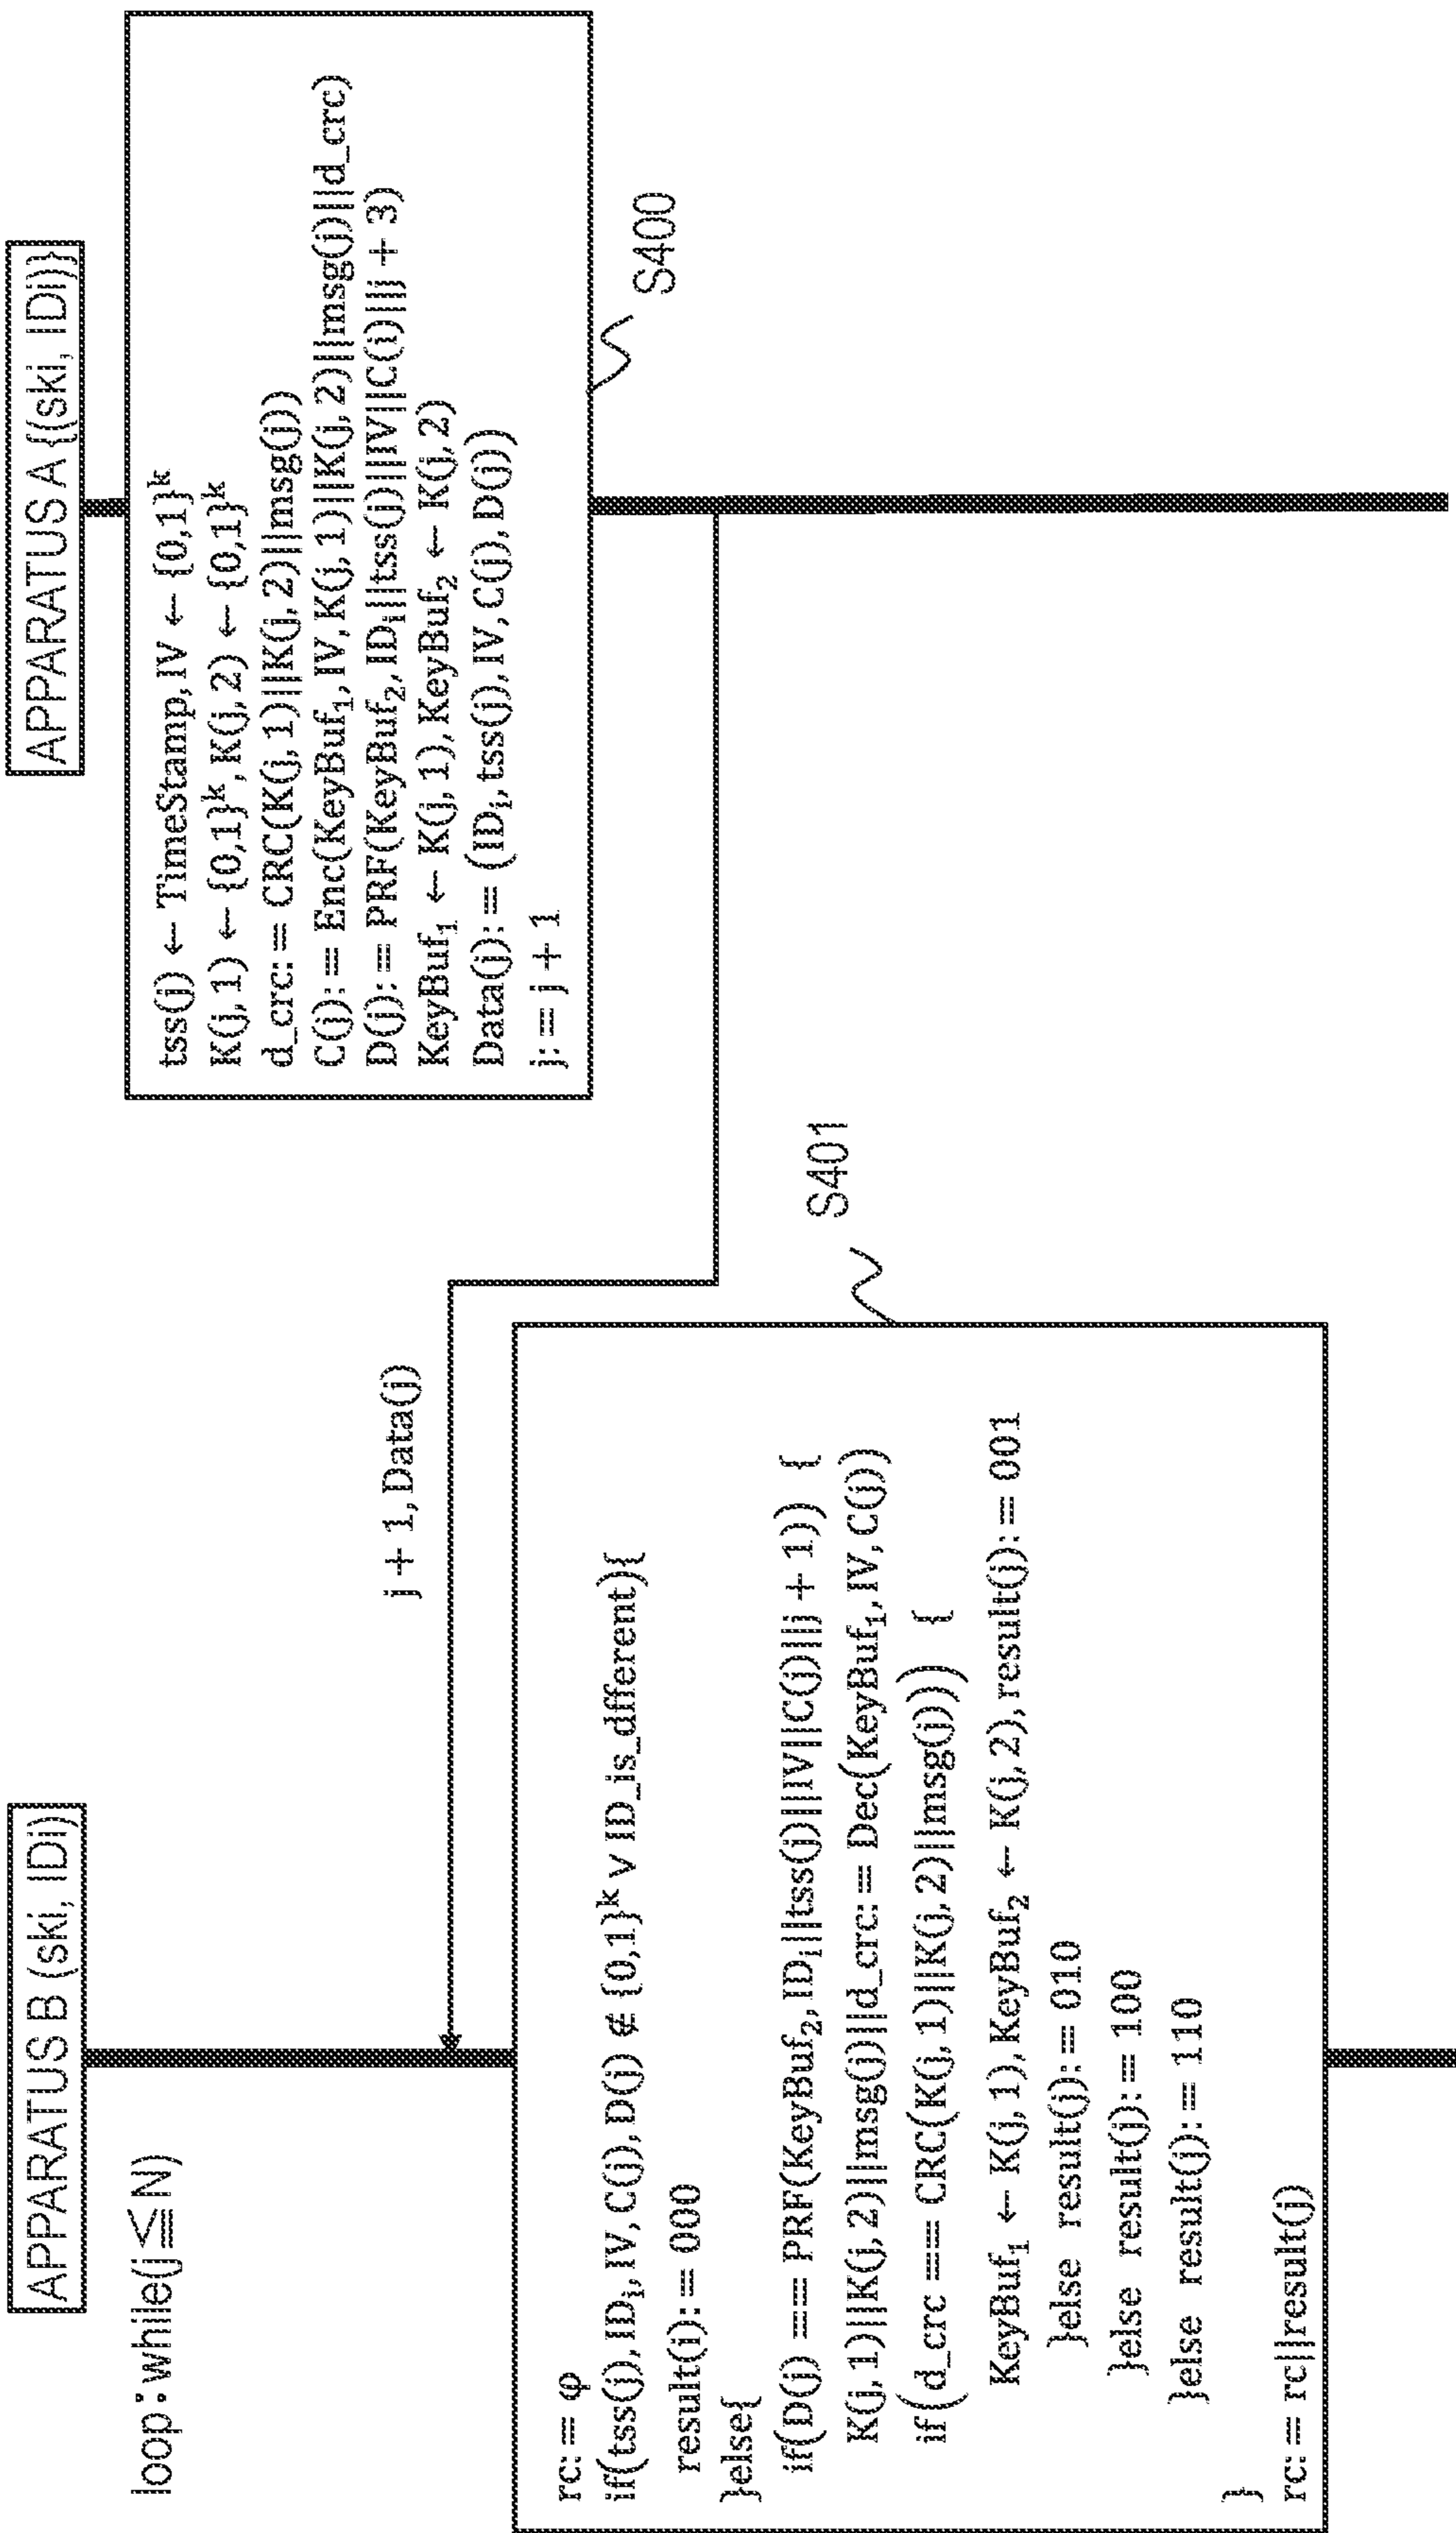 APPARATUS B (ski, IDi)
APPARATUS A {(ski, IDi)}
loop:while(j≦N)
tss(j) ← TimeStamp, IV ← {0,1}ᵏ
K(j, 1) ← {0,1}ᵏ, K(j, 2) ← {0,1}ᵏ
d_crc: = CRC(K(j, 1)||K(j, 2)||msg(j))
C(j): = Enc(KeyBuf₁, IV, K(j, 1)||K(j, 2)||msg(j)||d_crc)
D(j): = PRF(KeyBuf₂, IDᵢ||tss(j)||IV||C(i)||j + 3)
KeyBuf₁ ← K(j, 1), KeyBuf₂ ← K(j, 2)
Data(j): = (IDᵢ, tss(j), IV, C(j), D(j))
j: = j + 1
S400
j + 1, Data(j)
S401
rc: = φ
if(tss(j), IDᵢ, IV, C(j), D(j) ∉ {0,1}ᵏ ∨ ID_is_dfferent){
result(i): = 000
}else{
if(D(j) == PRF(KeyBuf₂, IDᵢ||tss(j)||IV||C(j)||j + 1)) {
K(j, 1)||K(j, 2)||msg(j)||d_crc: = Dec(KeyBuf₁, IV, C(j))
if(d_crc == CRC(K(j, 1)||K(j, 2)||msg(j))) {
KeyBuf₁ ← K(j, 1), KeyBuf₂ ← K(j, 2), result(j): = 001
}else result(j): = 010
}else result(j): = 100
}else result(j): = 110
}
rc: = rc||result(j)